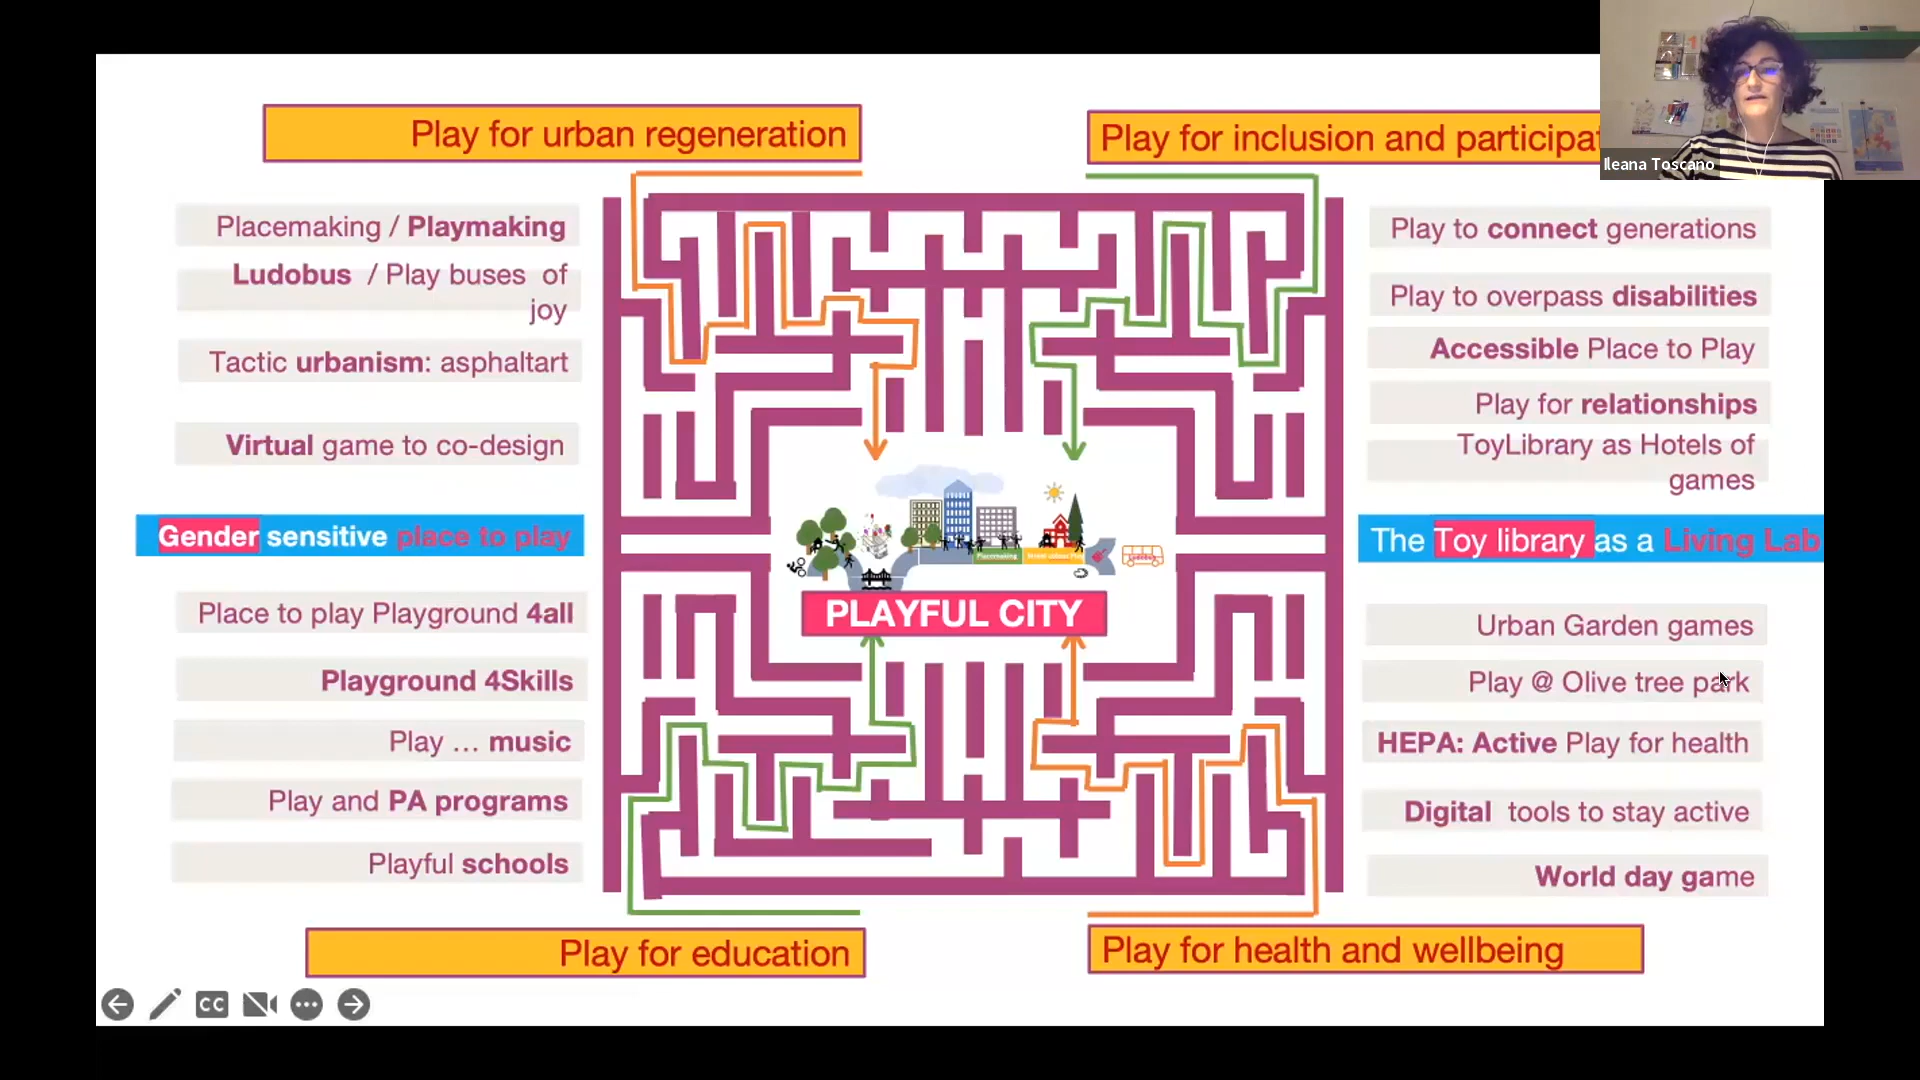 Play for urban regeneration
Play for inclusion and participat
Ileana Toscano
Placemaking / Playmaking
Ludobus / Play buses of
joy
Tactic urbanism: asphaltart
Virtual game to co-design
Gender sensitive place to play
Place to play Playground 4all
Playground 4Skills
Play … music
Play and PA programs
Playful schools
Play for education
PLAYFUL CITY
Play to connect generations
Play to overpass disabilities
Accessible Place to Play
Play for relationships
ToyLibrary as Hotels of
games
The Toy library as a Living Lab
Urban Garden games
Play @ Olive tree park
HEPA: Active Play for health
Digital tools to stay active
World day game
Play for health and wellbeing
CC